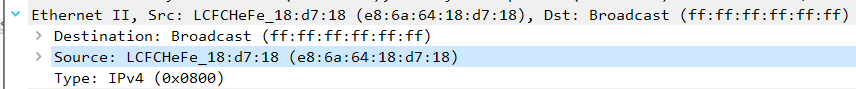 Ethernet II, Src: LCFCHeFe_18:d7:18 (e8:6a:64:18:d7:18), Dst: Broadcast (ff:ff:ff:ff:ff:ff)
Destination: Broadcast (ff:ff:ff:ff:ff:ff)
Source: LCFCHeFe_18:d7:18 (e8:6a:64:18:d7:18)
Type: IPv4 (0x0800)